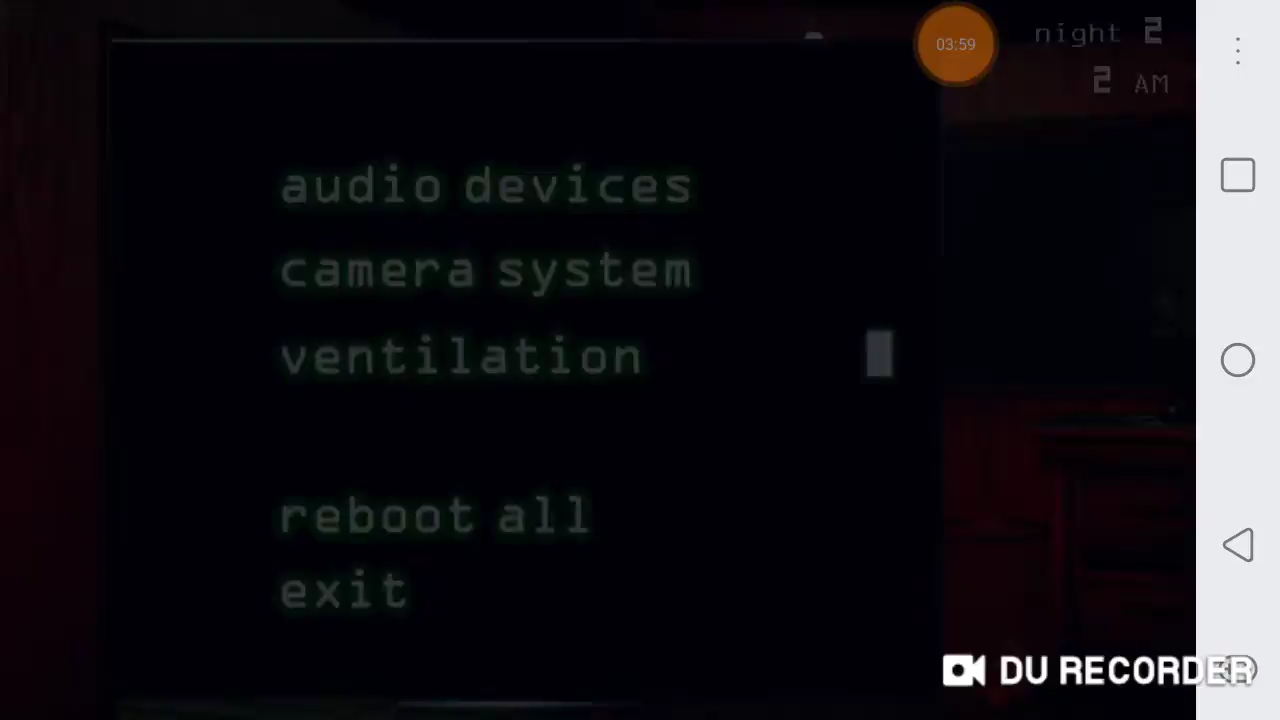 03:59
night 2
2 AM
audio devices
camera system
ventilation
reboot all
exit
DU RECORDER